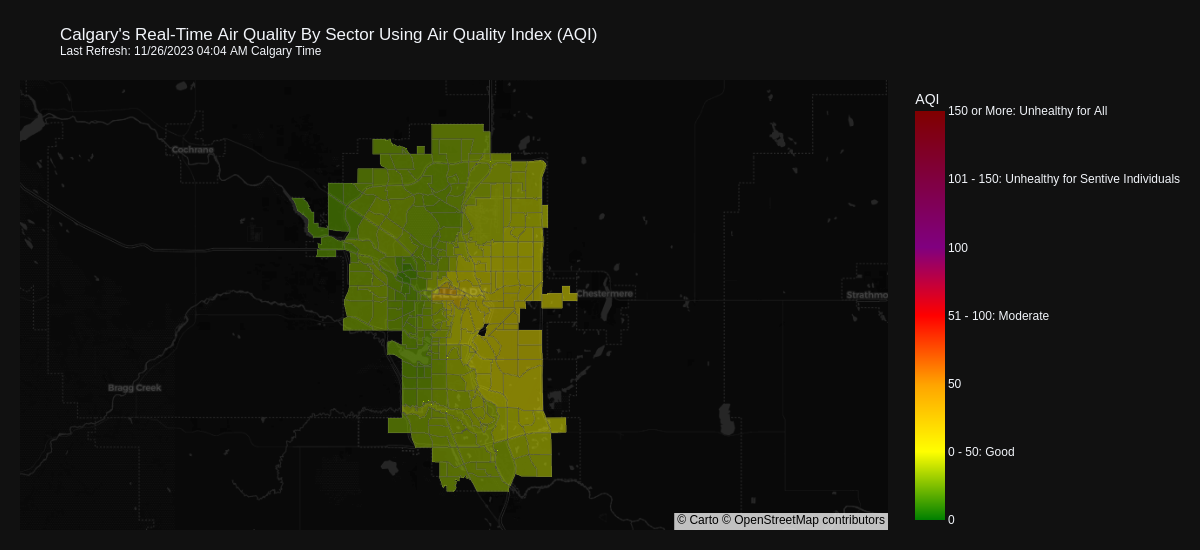 Calgary's Real-Time Air Quality By Sector Using Air Quality Index (AQI)
Last Refresh: 11/26/2023 04:04 AM Calgary Time
AQI
150 or More: Unhealthy for All
Cochrane
101 - 150: Unhealthy for Sentive Individuals
100
Chestermere
Strathmo
51 - 100: Moderate
Bragg Creek
50
0 - 50: Good
© Carto © OpenStreetMap contributors
0